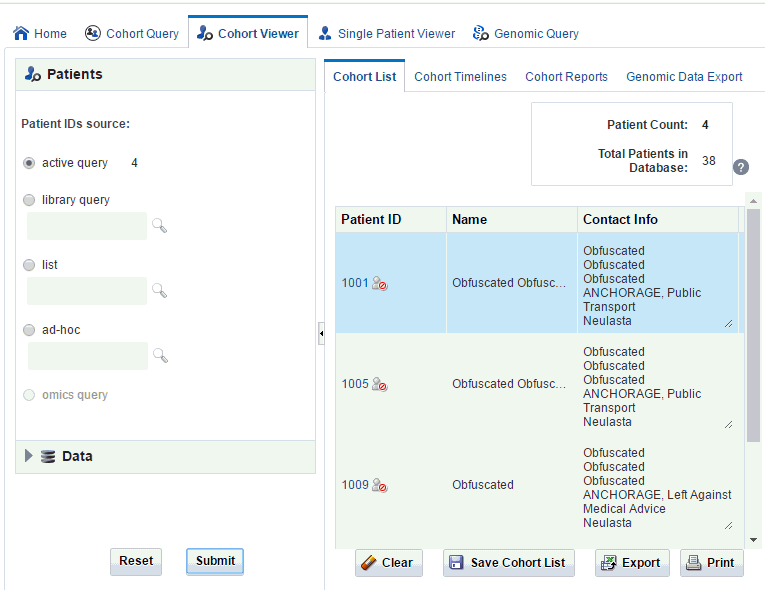 Home Cohort Query Cohort Viewer Single Patient Viewer Genomic Query
Patients
Patient IDs source:
active query 4
library query
list
ad-hoc
omics query
Data
Reset Submit
Cohort List Cohort Timelines Cohort Reports Genomic Data Export
Patient Count: 4
Total Patients in
Database: 38
?
Patient ID Name Contact Info
1001 Obfuscated Obfusc...
Obfuscated
Obfuscated
Obfuscated
ANCHORAGE, Public
Transport
Neulasta
1005 Obfuscated Obfusc...
Obfuscated
Obfuscated
Obfuscated
ANCHORAGE, Public
Transport
Neulasta
1009 Obfuscated
Obfuscated
Obfuscated
Obfuscated
ANCHORAGE, Left Against
Medical Advice
Neulasta
Clear Save Cohort List Export Print